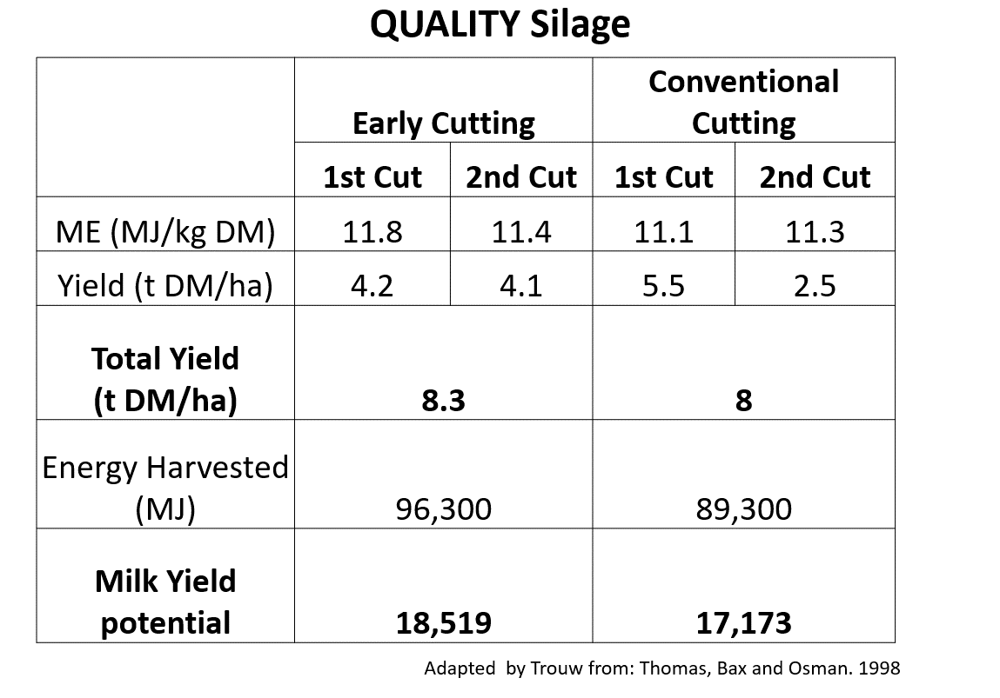 QUALITY Silage
Early Cutting
Conventional
Cutting
1st Cut 2nd Cut 1st Cut 2nd Cut
ME (MJ/kg DM) 11.8 11.4 11.1 11.3
Yield (t DM/ha) 4.2 4.1 5.5 2.5
Total Yield
(t DM/ha) 8.3 8
Energy Harvested
(MJ) 96,300 89,300
Milk Yield
potential 18,519 17,173
Adapted by Trouw from: Thomas, Bax and Osman. 1998